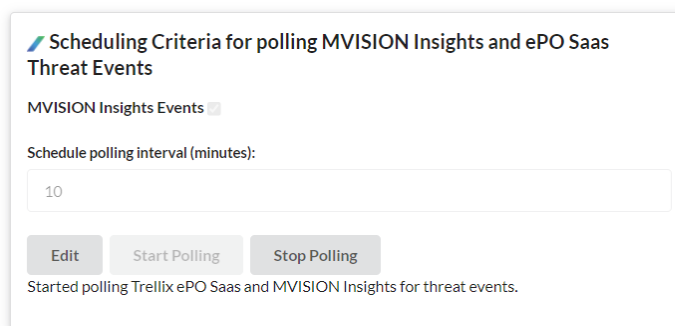 Scheduling Criteria for polling MVISION Insights and ePO Saas
Threat Events
MVISION Insights Events
Schedule polling interval (minutes):
10
Edit Start Polling Stop Polling
Started polling Trellix ePO Saas and MVISION Insights for threat events.